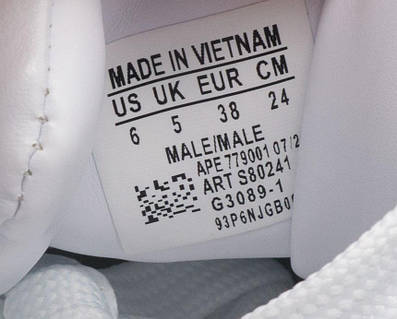 MADE IN VIETNAM
US UK EUR CM
6 5 38 24
MALE/MALE
APE 779001 07/2
ART S80241
G3089-1
93P6NJGB0